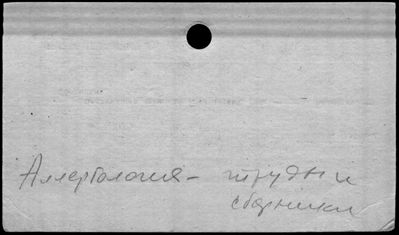 Аллергология - труды и
сборники